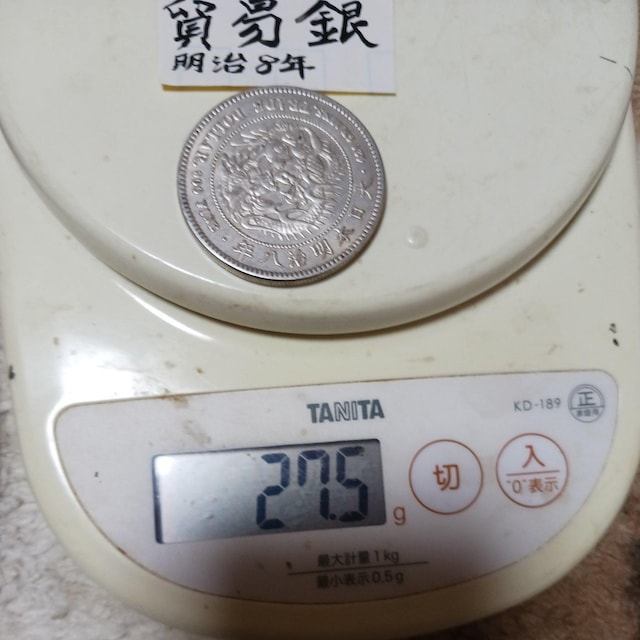 貿易銀
明治8年
大日本明治八年
TANITA
KD-189
正
27.5 g
切
入
"0"表示
最大計量1kg
最小表示0.5g